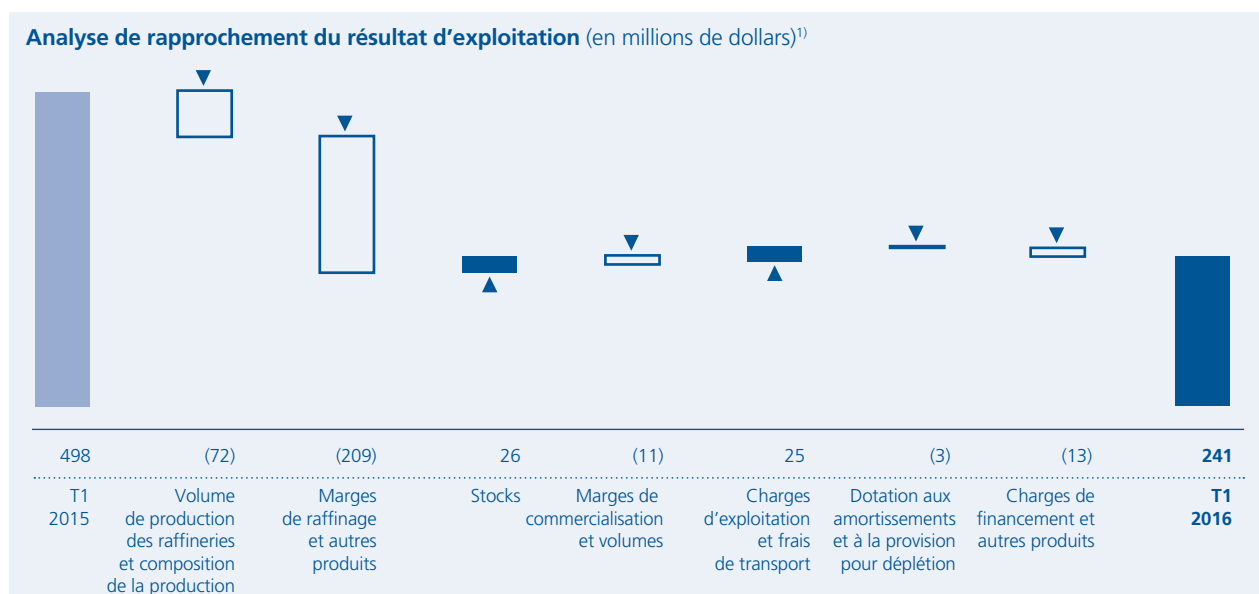 Analyse de rapprochement du résultat d’exploitation (en millions de dollars)1)
498 (72) (209) 26 (11) 25 (3) (13) 241
T1
2015
Volume
de production
des raffineries
et composition
de la production
Marges
de raffinage
et autres
produits
Stocks
Marges de
commercialisation
et volumes
Charges
d’exploitation
et frais
de transport
Dotation aux
amortissements
et à la provision
pour déplétion
Charges de
financement et
autres produits
T1
2016